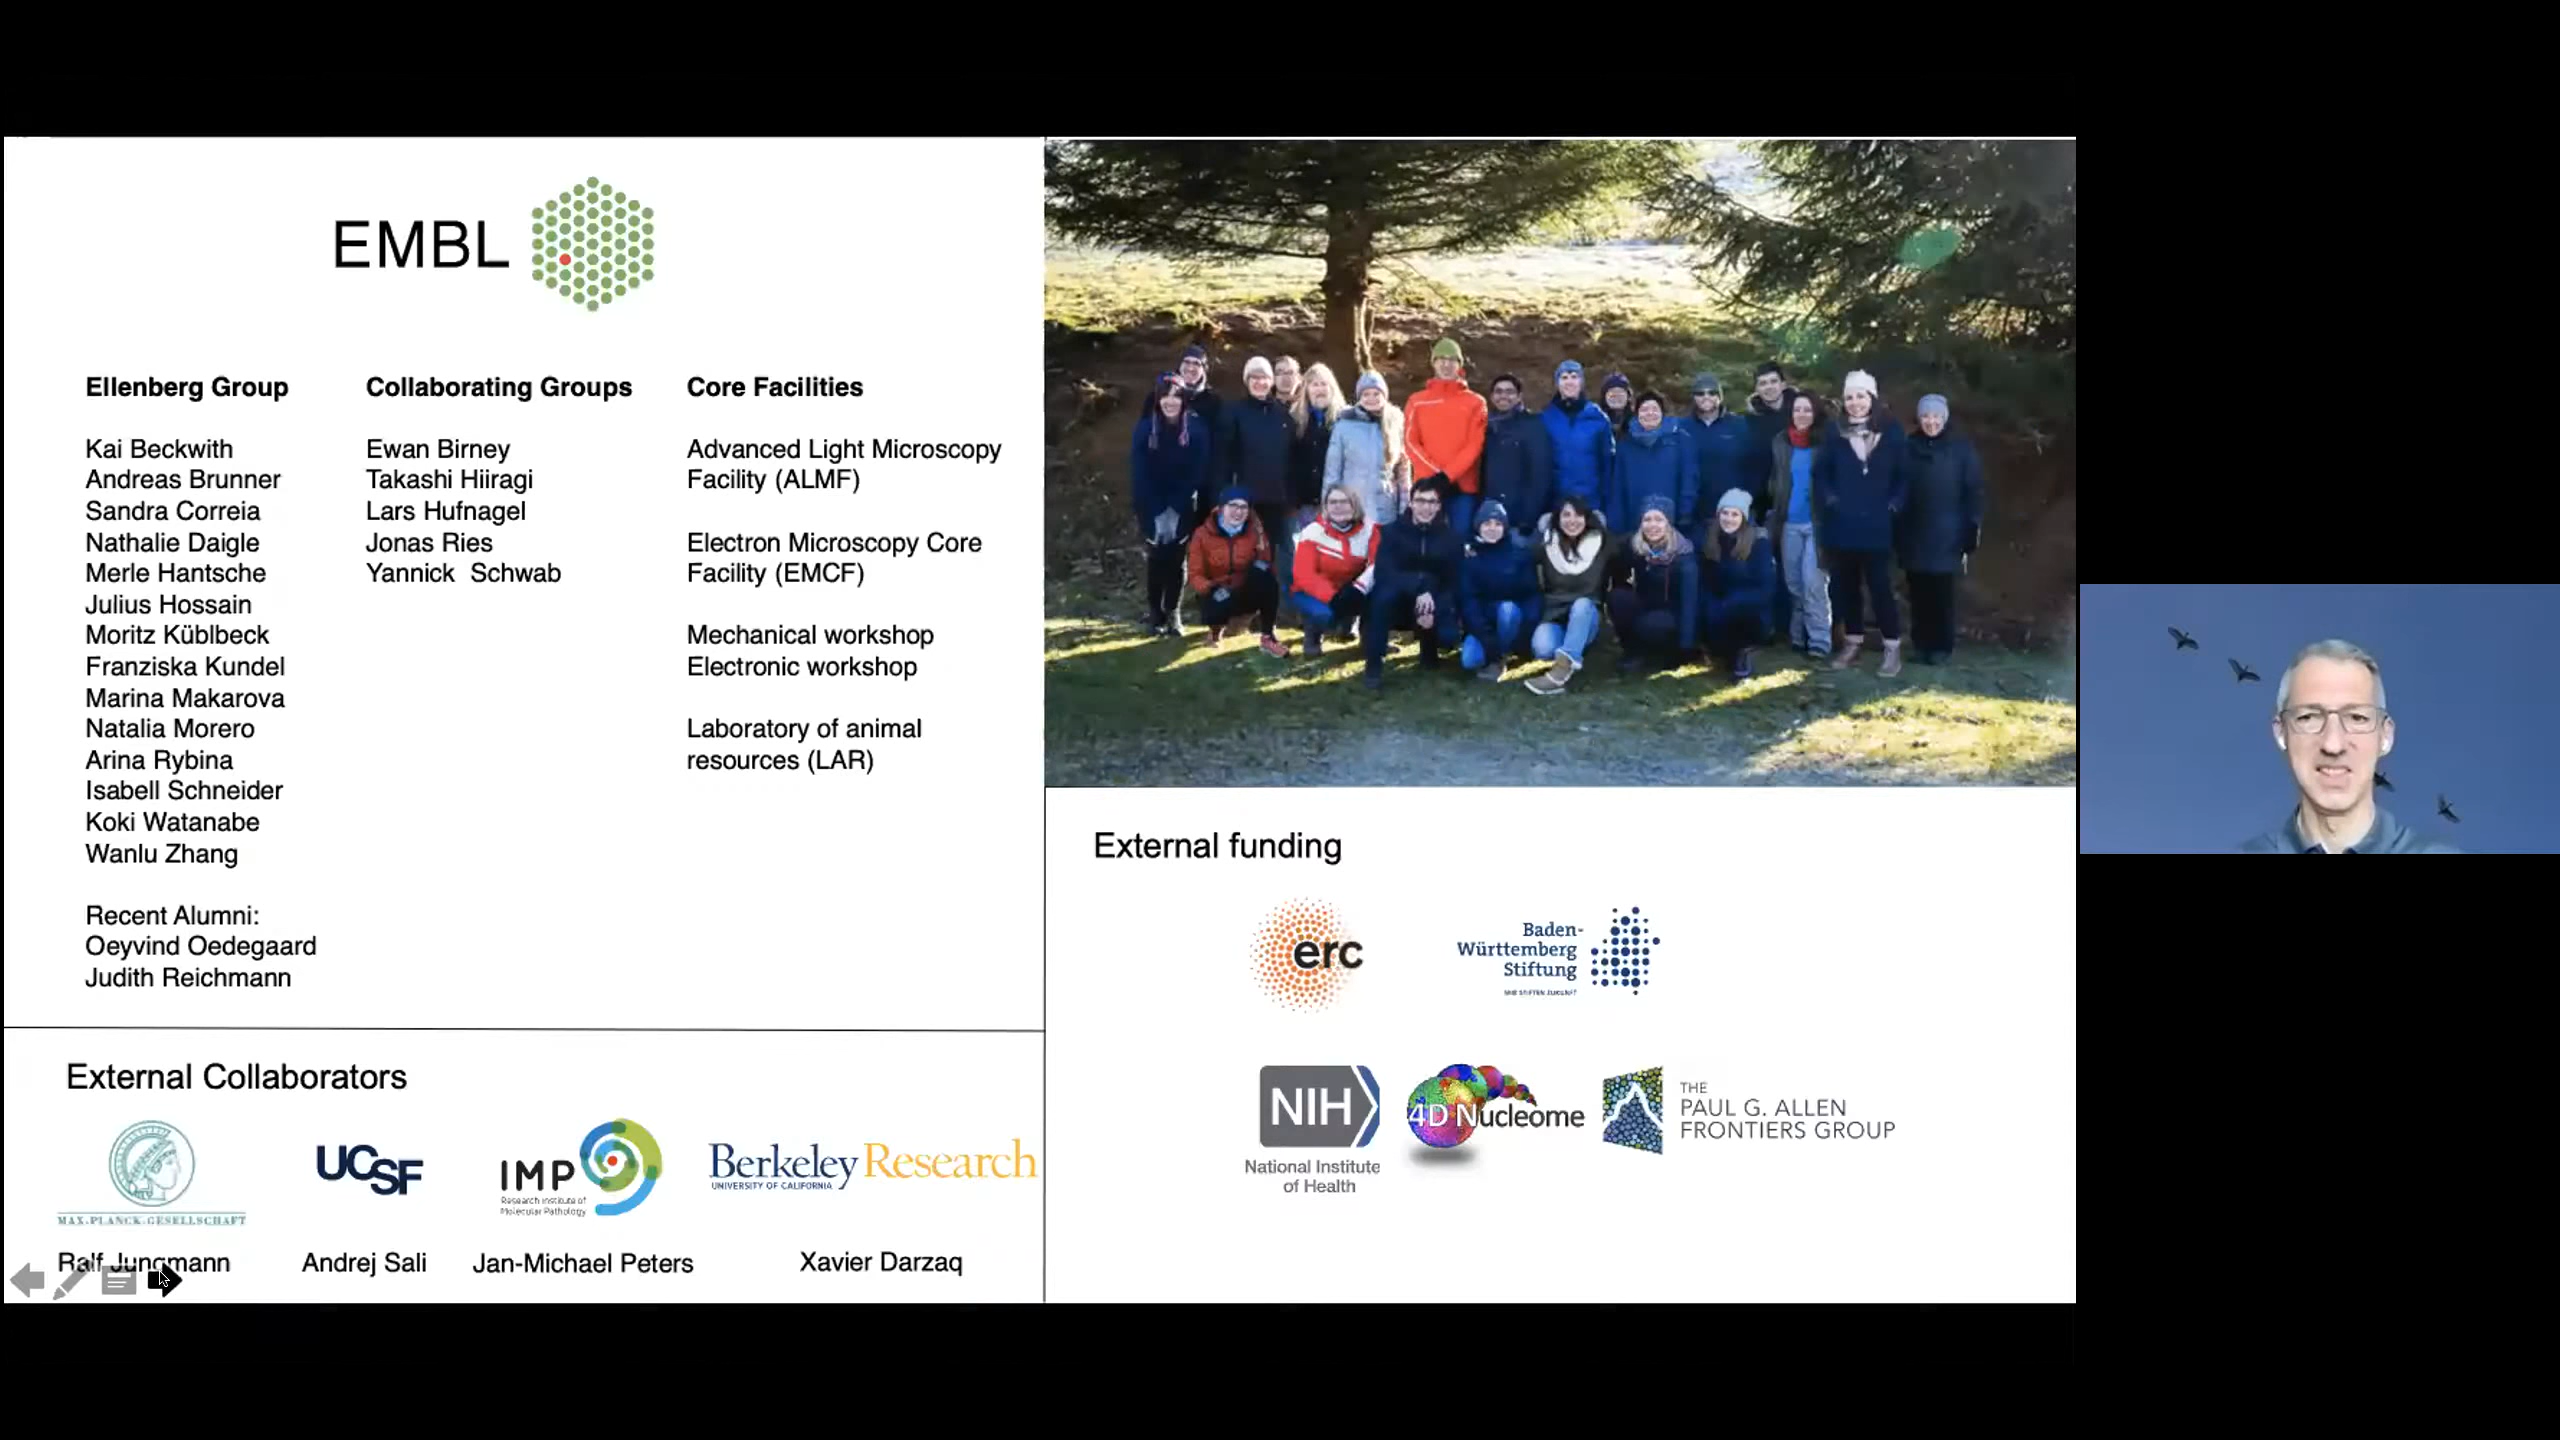 EMBL
Ellenberg Group
Kai Beckwith
Andreas Brunner
Sandra Correia
Nathalie Daigle
Merle Hantsche
Julius Hossain
Moritz Küblbeck
Franziska Kundel
Marina Makarova
Natalia Morero
Arina Rybina
Isabell Schneider
Koki Watanabe
Wanlu Zhang
Recent Alumni:
Oeyvind Oedegaard
Judith Reichmann
Collaborating Groups
Ewan Birney
Takashi Hiiragi
Lars Hufnagel
Jonas Ries
Yannick Schwab
Core Facilities
Advanced Light Microscopy
Facility (ALMF)
Electron Microscopy Core
Facility (EMCF)
Mechanical workshop
Electronic workshop
Laboratory of animal
resources (LAR)
External Collaborators
MAX-PLANCK-GESELLSCHAFT
Ralf Jungmann
UCSF
Andrej Sali
IMP
Research Institute of
Molecular Pathology
Jan-Michael Peters
Berkeley Research
UNIVERSITY OF CALIFORNIA
Xavier Darzaq
External funding
erc
Baden-
Württemberg
Stiftung
WIR STIFTEN ZUKUNFT
NIH
National Institute
of Health
4D Nucleome
THE
PAUL G. ALLEN
FRONTIERS GROUP